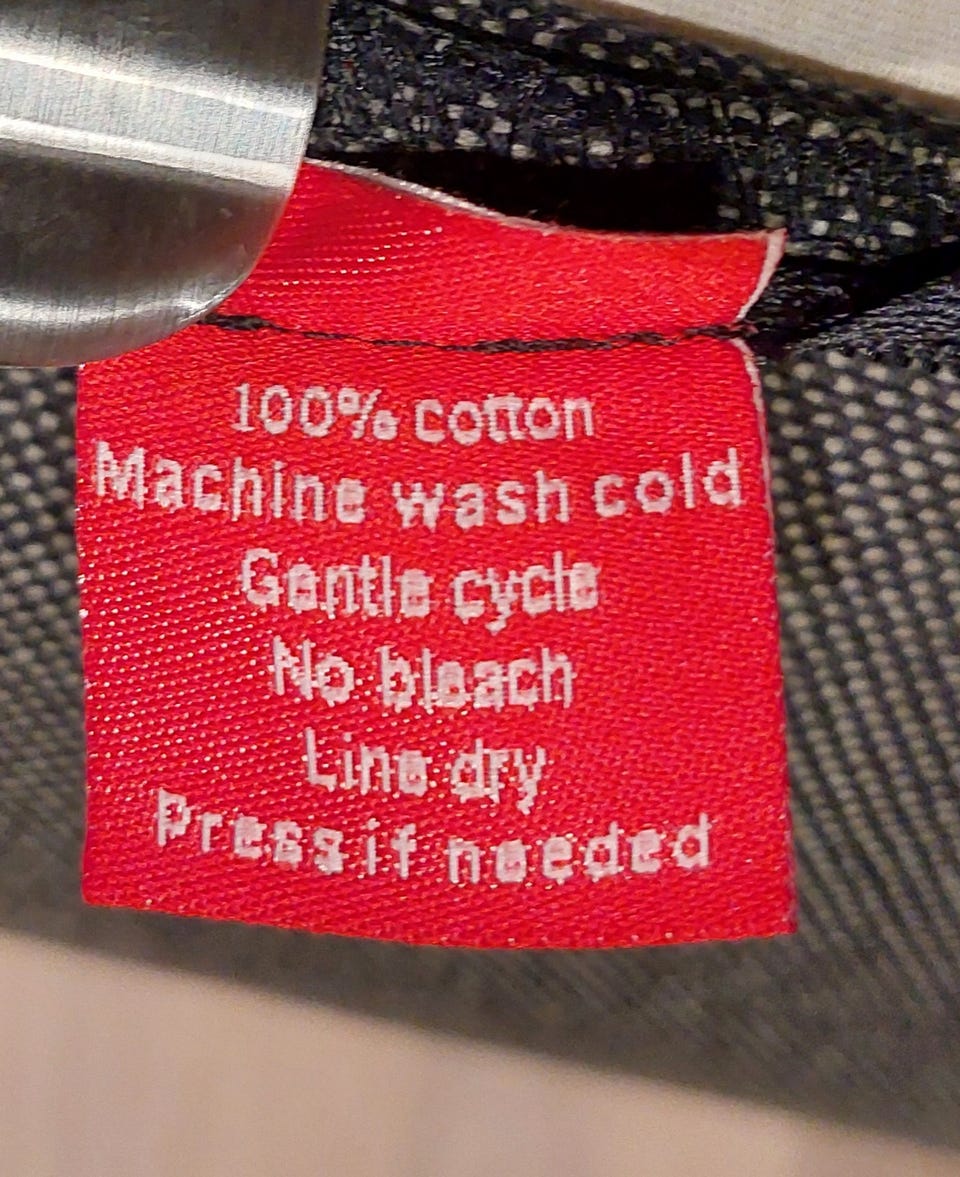 100% cotton
Machine wash cold
Gentle cycle
No bleach
Line dry
Press if needed